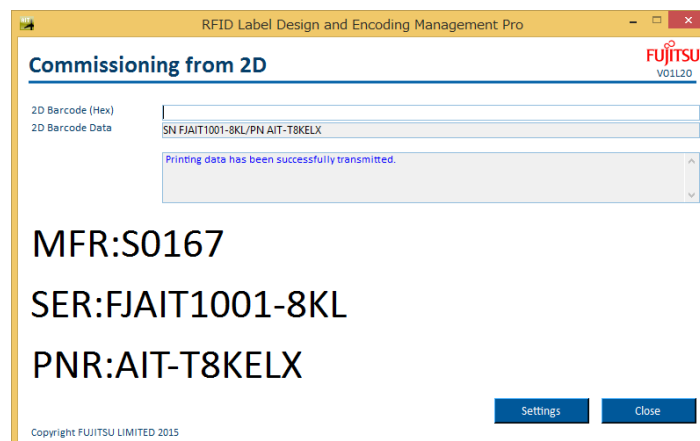 RFID Label Design and Encoding Management Pro
Commissioning from 2D
FUJITSU
V01L20
2D Barcode (Hex)
2D Barcode Data
SN FJAIT1001-8KL/PN AIT-T8KELX
Printing data has been successfully transmitted.
MFR:S0167
SER:FJAIT1001-8KL
PNR:AIT-T8KELX
Settings
Close
Copyright FUJITSU LIMITED 2015